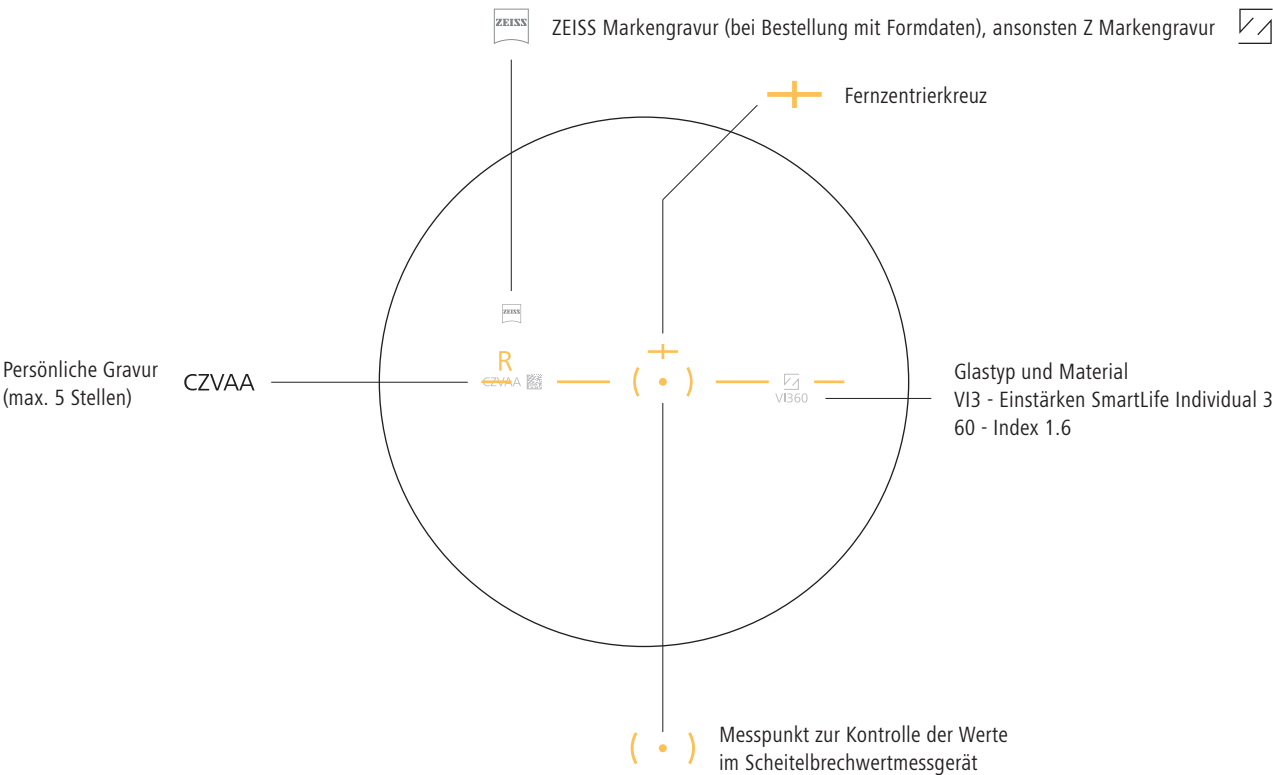 ZEISS ZEISS Markengravur (bei Bestellung mit Formdaten), ansonsten Z Markengravur
Fernzentrierkreuz
ZEISS
R
CZVAA
VI360
Persönliche Gravur
(max. 5 Stellen)
CZVAA
Glastyp und Material
VI3 - Einstärken SmartLife Individual 3
60 - Index 1.6
Messpunkt zur Kontrolle der Werte
im Scheitelbrechwertmessgerät